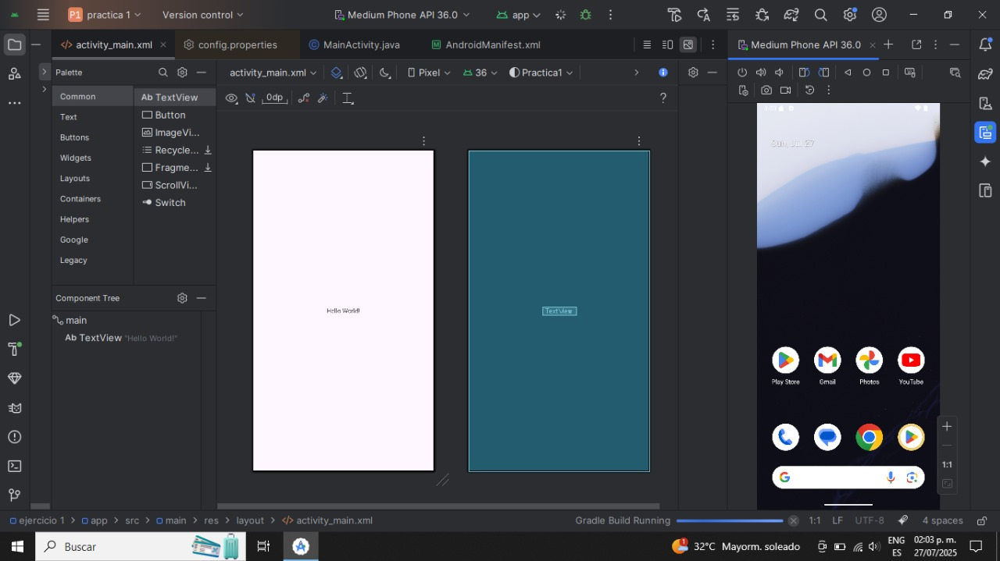 P1 practica 1 Version control Medium Phone API 36.0 app
activity_main.xml config.properties MainActivity.java AndroidManifest.xml Medium Phone API 36.0
Palette activity_main.xml Pixel 36 Practica1
Common
Text
Buttons
Widgets
Layouts
Containers
Helpers
Google
Legacy
Ab TextView
Button
ImageVi...
Recycle...
Fragme...
ScrollVi...
Switch
0dp
?
Component Tree
main
Ab TextView "Hello World!"
Hello World!
TextView
Play Store Gmail Photos YouTube
G
1:1
ejercicio 1 app src main res layout activity_main.xml Gradle Build Running 1:1 LF UTF-8 4 spaces
Buscar 1 32°C Mayorm. soleado ENG ES 02:03 p. m. 27/07/2025